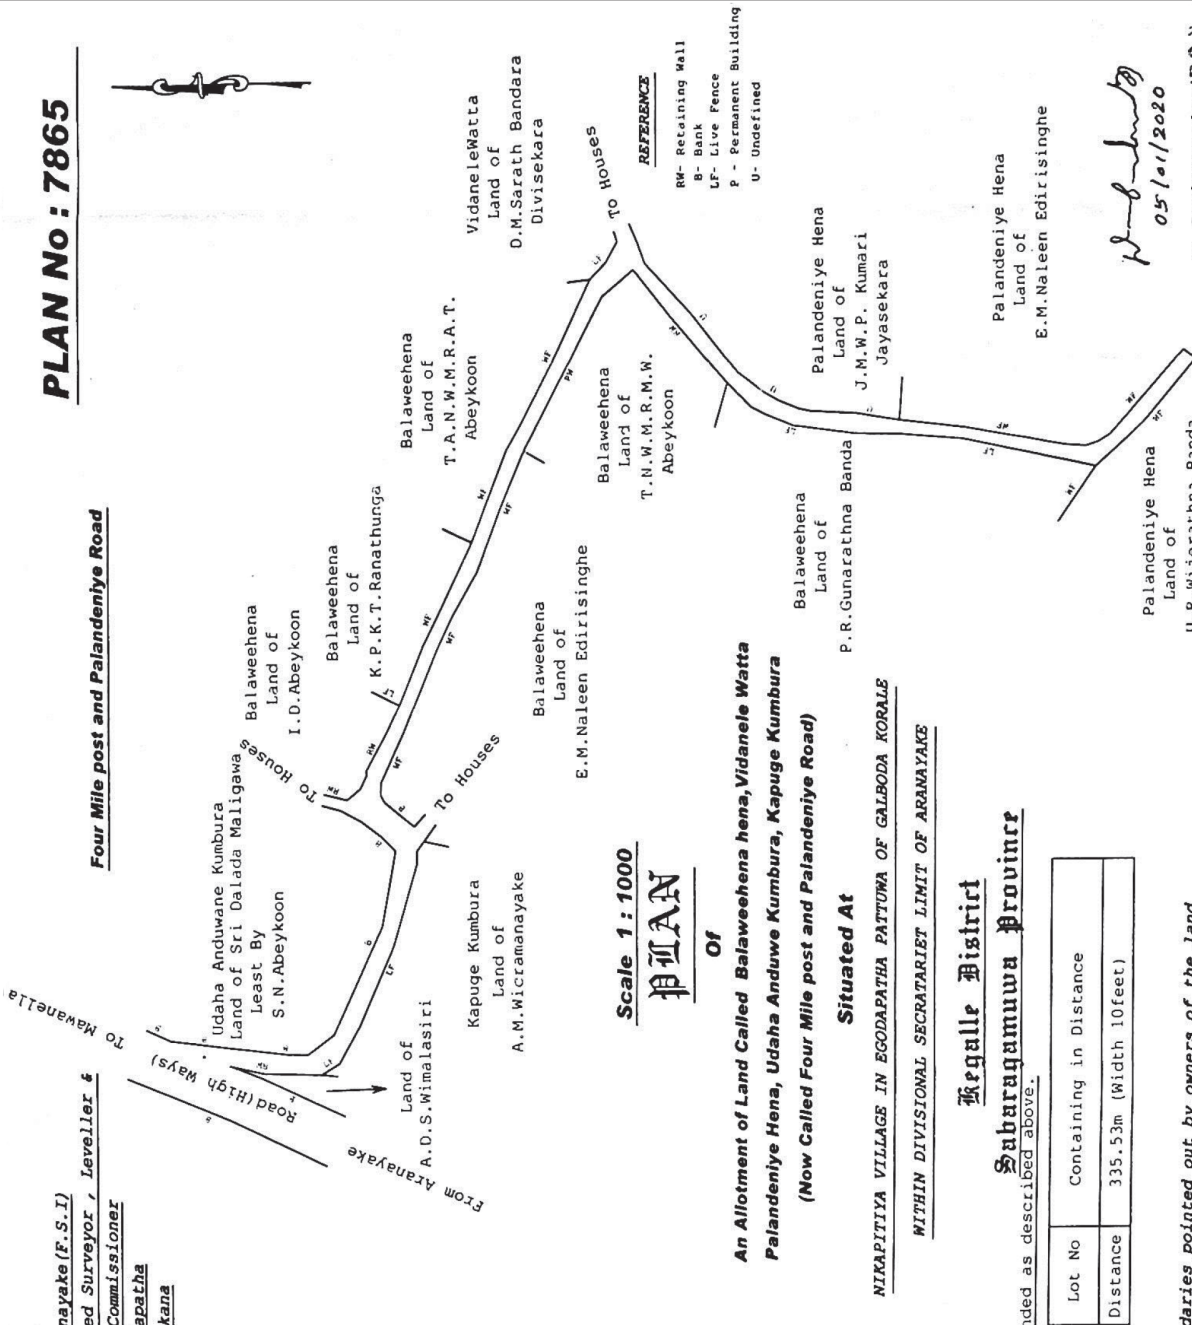 PLAN No : 7865
Four Mile post and Palandeniye Road
nayake(F.S.I)
ed Surveyor , Leveller &
Commissioner
apatha
kana
To Mawanella
Road(High Ways)
From Aranayake
Udaha Anduwane Kumbura
Land of Sri Dalada Maligawa
Least By
S.N.Abeykoon
To Houses
Balaweehena
Land of
I.D.Abeykoon
Balaweehena
Land of
K.P.K.T.Ranathunga
Balaweehena
Land of
T.A.N.W.M.R.A.T.
Abeykoon
VidaneleWatta
Land of
D.M.Sarath Bandara
Divisekara
To Houses
REFERENCE
RW- Retaining Wall
B- Bank
LF- Live Fence
P - Permanent Building
U- Undefined
Land of
A.D.S.Wimalasiri
Kapuge Kumbura
Land of
A.M.Wicramanayake
To Houses
Balaweehena
Land of
E.M.Naleen Edirisinghe
Balaweehena
Land of
T.N.W.M.R.M.W.
Abeykoon
Palandeniye Hena
Land of
J.M.W.P. Kumari
Jayasekara
Palandeniye Hena
Land of
E.M.Naleen Edirisinghe
Balaweehena
Land of
P.R.Gunarathna Banda
Palandeniye Hena
Land of
05/01/2020
Scale 1 : 1000
PLAN
Of
An Allotment of Land Called Balaweehena hena,Vidanele Watta
Palandeniye Hena, Udaha Anduwe Kumbura, Kapuge Kumbura
(Now Called Four Mile post and Palandeniye Road)
Situated At
NIKAPITIYA VILLAGE IN EGODAPATHA PATTUWA OF GALBODA KORALE
WITHIN DIVISIONAL SECRATARIET LIMIT OF ARANAYAKE
Kegalle District
Sabaragamuwa Province
nded as described above.
Lot No Containing in Distance
Distance 335.53m (Width 10feet)
daries pointed out by owners of the land